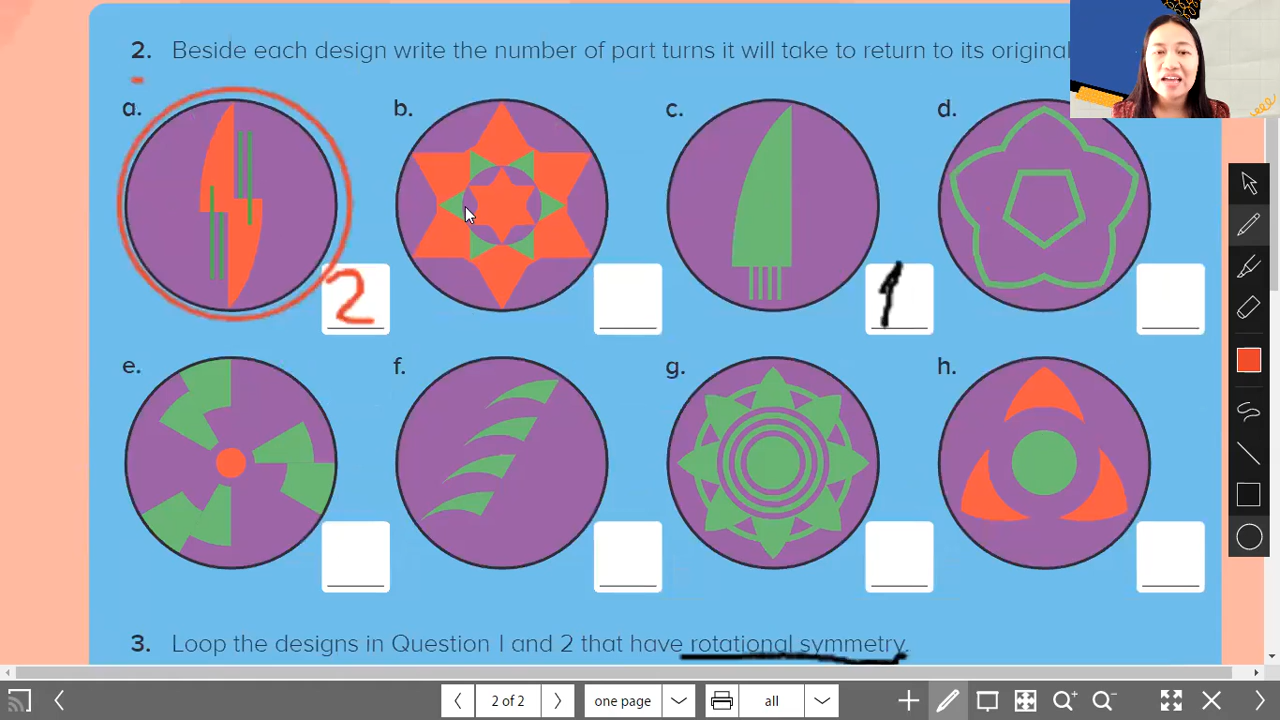 2. Beside each design write the number of part turns it will take to return to its original
a. b. c. d.
2 1
e. f. g. h.
3. Loop the designs in Question 1 and 2 that have rotational symmetry.
2 of 2 one page all